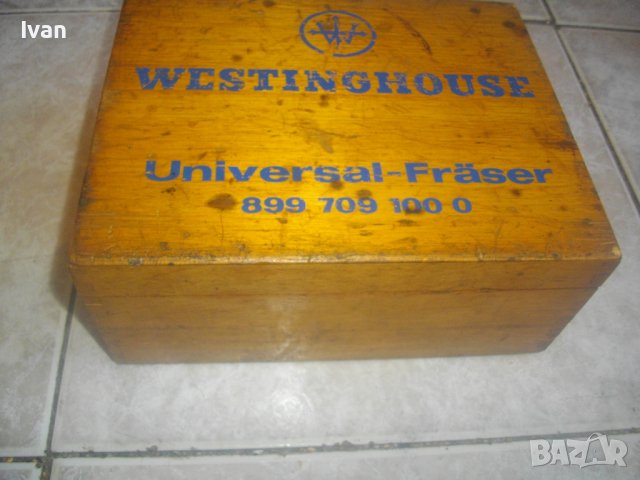 Ivan
W
WESTINGHOUSE
Universal-Fräser
899 709 100 0
BAZAR